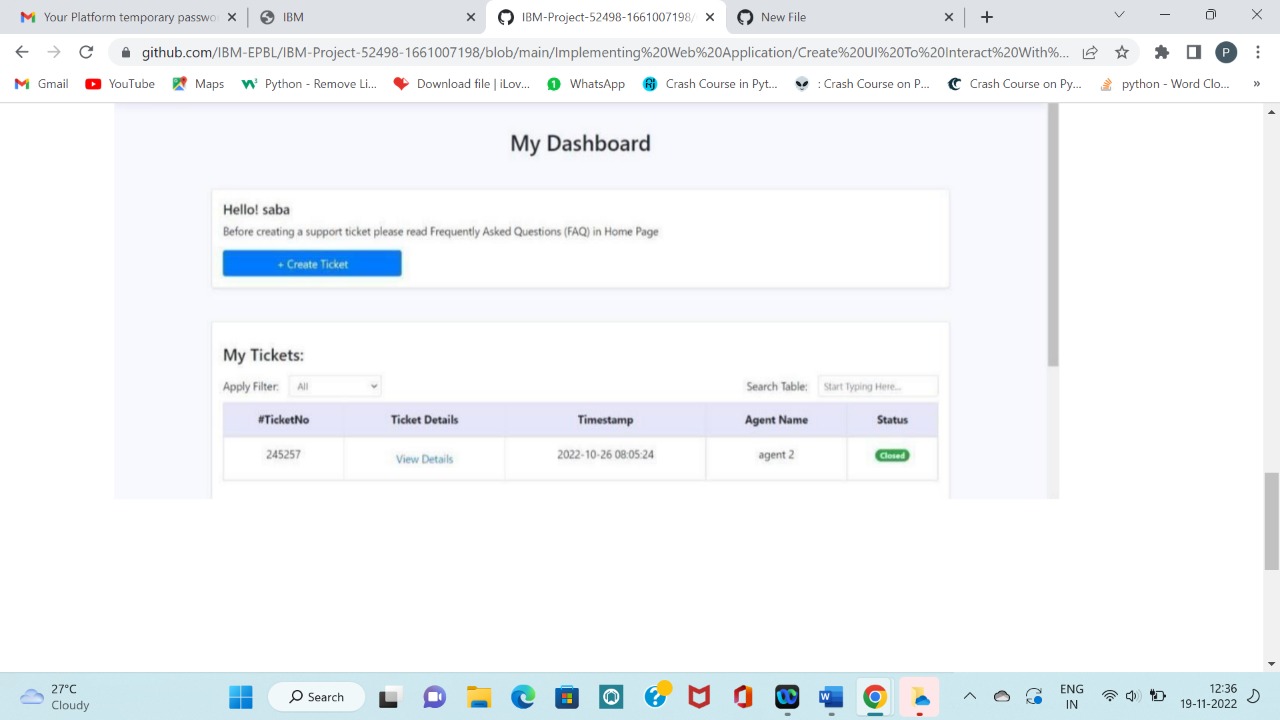 Your Platform temporary passwo
IBM
IBM-Project-52498-1661007198/
New File
github.com/IBM-EPBL/IBM-Project-52498-1661007198/blob/main/Implementing%20Web%20Application/Create%20UI%20To%20Interact%20With%...
P
Gmail
YouTube
Maps
Python - Remove Li...
Download file | iLov...
WhatsApp
Crash Course in Pyt...
: Crash Course on P...
Crash Course on Py...
python - Word Clo...
»
My Dashboard
Hello! saba
Before creating a support ticket please read Frequently Asked Questions (FAQ) in Home Page
+ Create Ticket
My Tickets:
Apply Filter: All Search Table: Start Typing Here...
#TicketNo Ticket Details Timestamp Agent Name Status
245257 View Details 2022-10-26 08:05:24 agent 2 Closed
27°C
Cloudy
Search
ENG
IN
12:36
19-11-2022